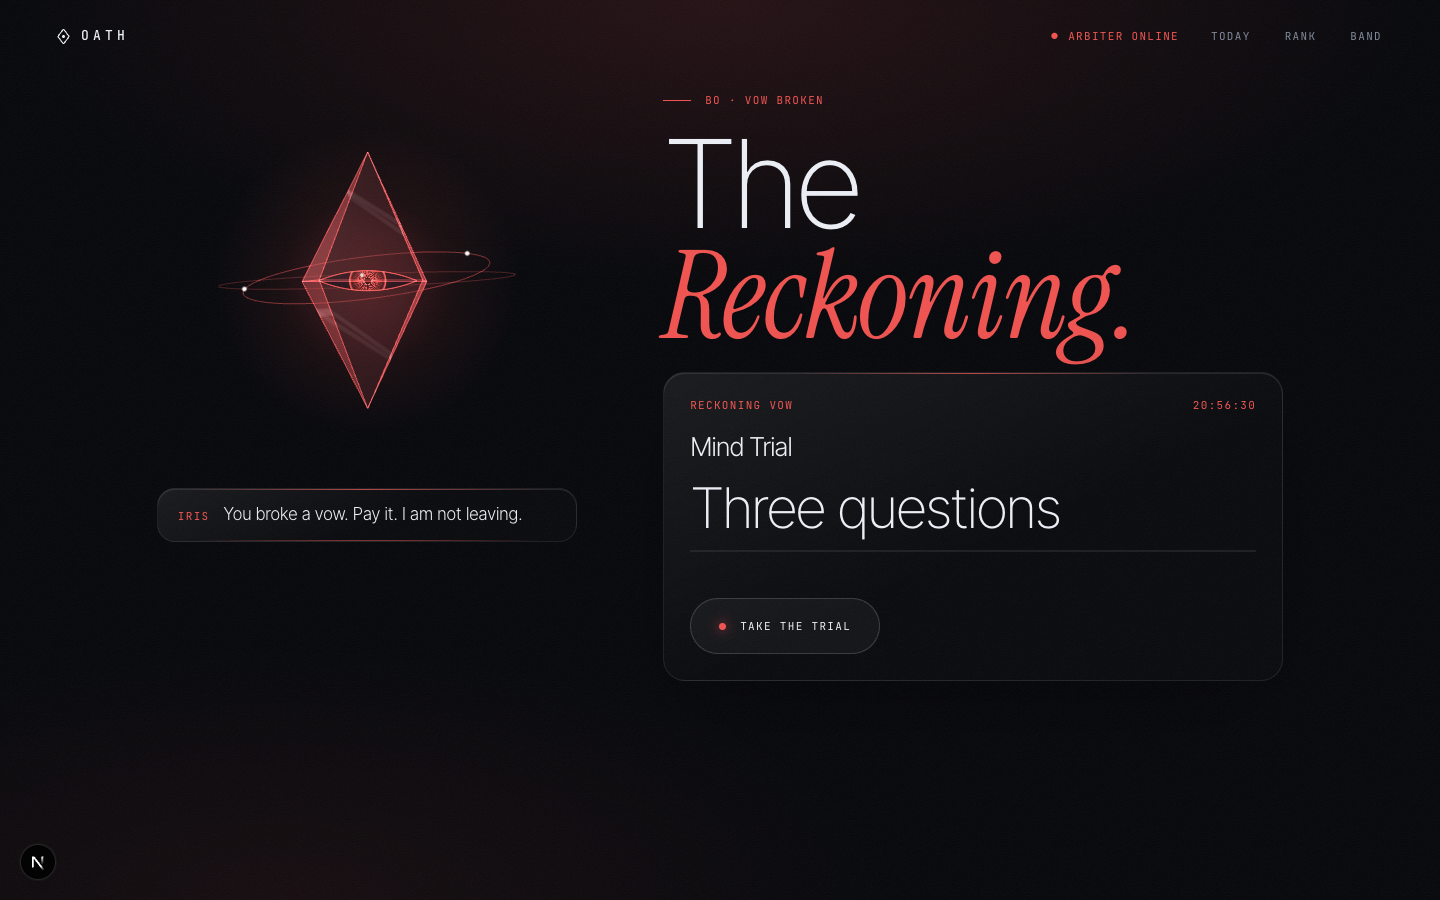 OATH
ARBITER ONLINE TODAY RANK BAND
BO · VOW BROKEN
The
Reckoning.
IRIS You broke a vow. Pay it. I am not leaving.
RECKONING VOW 20:56:30
Mind Trial
Three questions
TAKE THE TRIAL
N